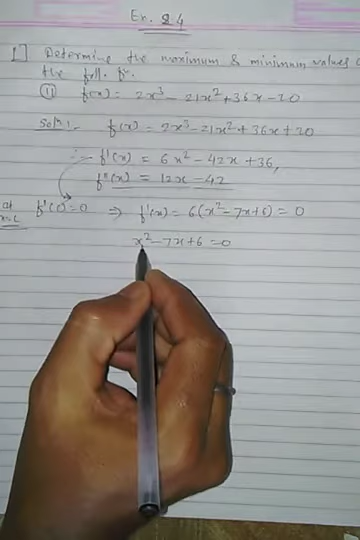 Ex. 2.4
1] Determine the maximum & minimum values of
the foll. fn.
(ii) f(x) = 2x³ - 21x² + 36x - 20
Solⁿ:- f(x) = 2x³ - 21x² + 36x + 20
∴ f'(x) = 6x² - 42x + 36,
f''(x) = 12x - 42
at x=c f'(c) = 0 ⇒ f'(x) = 6(x² - 7x + 6) = 0
x² - 7x + 6 = 0